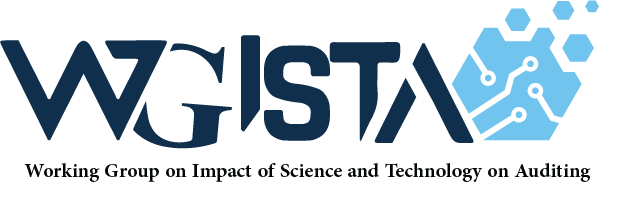 WGISTA
Working Group on Impact of Science and Technology on Auditing